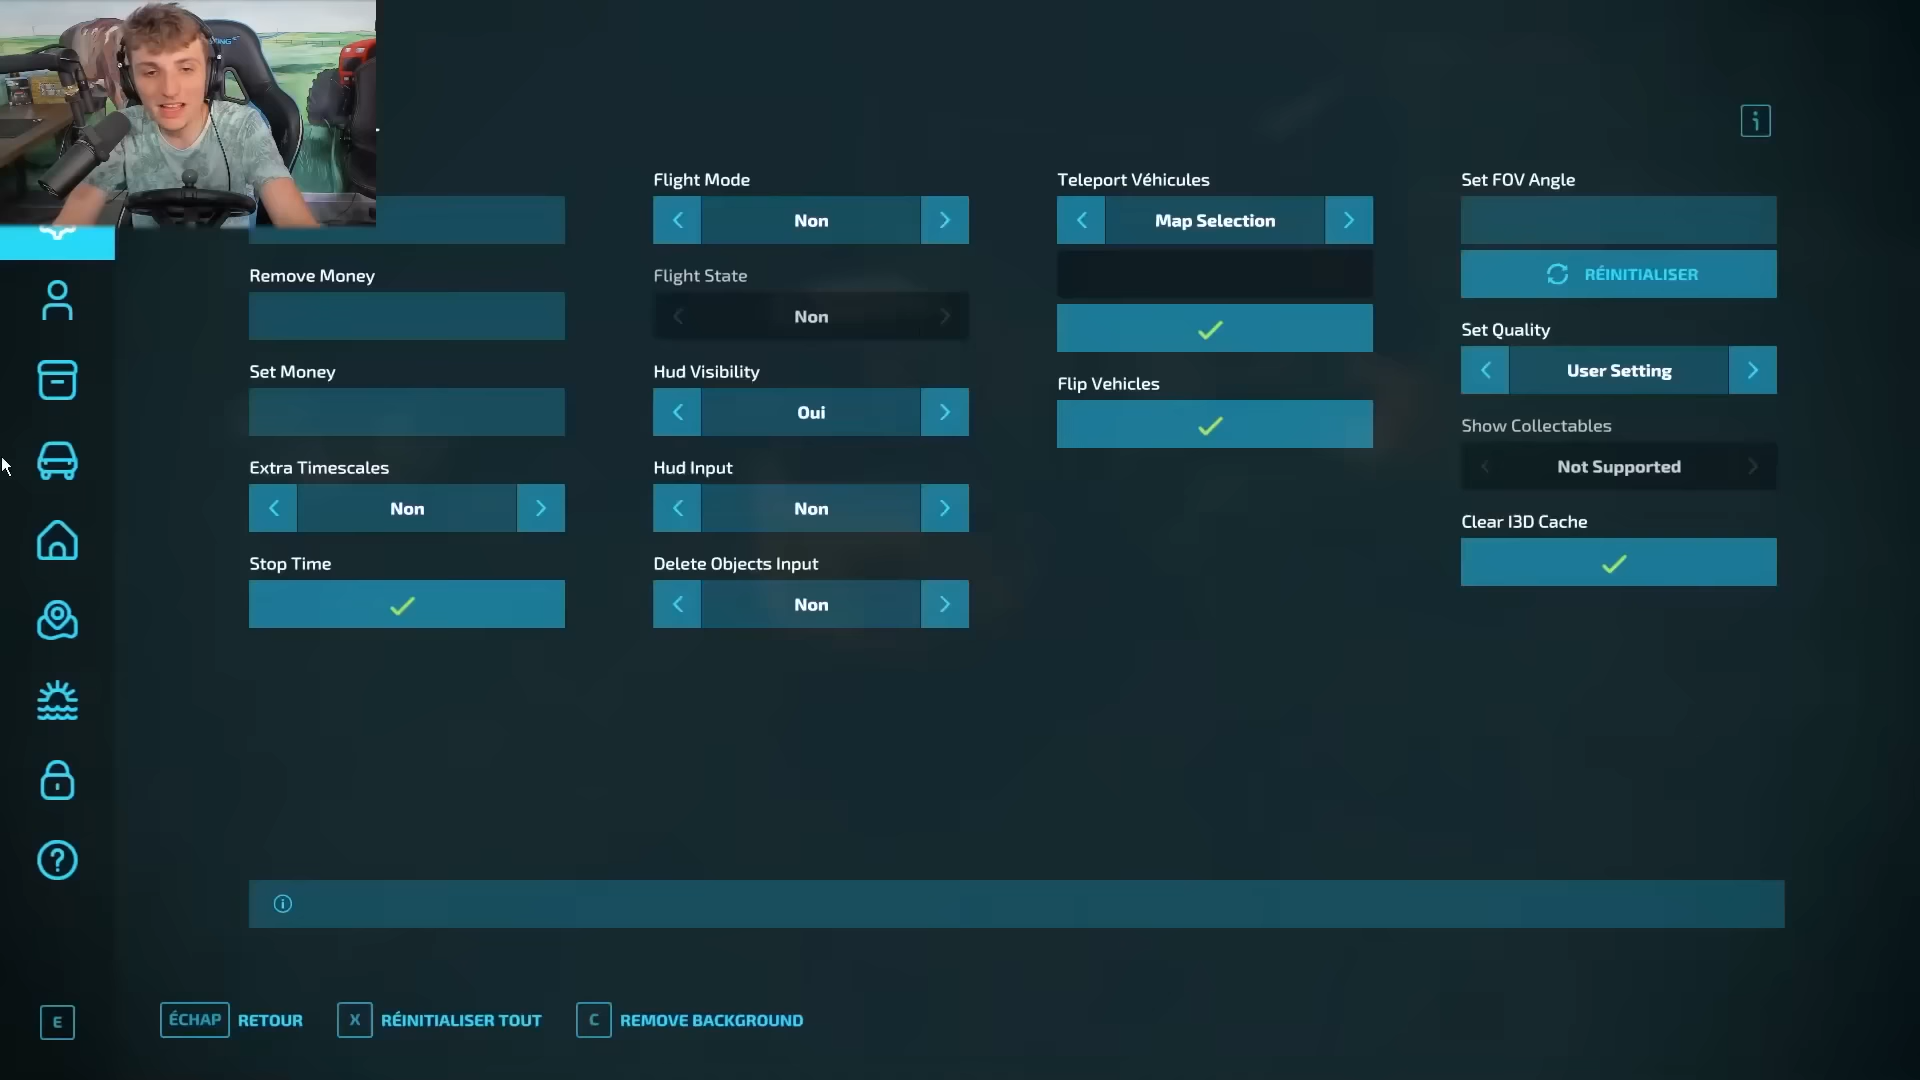 Remove Money
Set Money
Extra Timescales
Non
Stop Time
Flight Mode
Non
Flight State
Non
Hud Visibility
Oui
Hud Input
Non
Delete Objects Input
Non
Teleport Véhicules
Map Selection
Flip Vehicles
Set FOV Angle
RÉINITIALISER
Set Quality
User Setting
Show Collectables
Not Supported
Clear I3D Cache
E
ÉCHAP RETOUR X RÉINITIALISER TOUT C REMOVE BACKGROUND